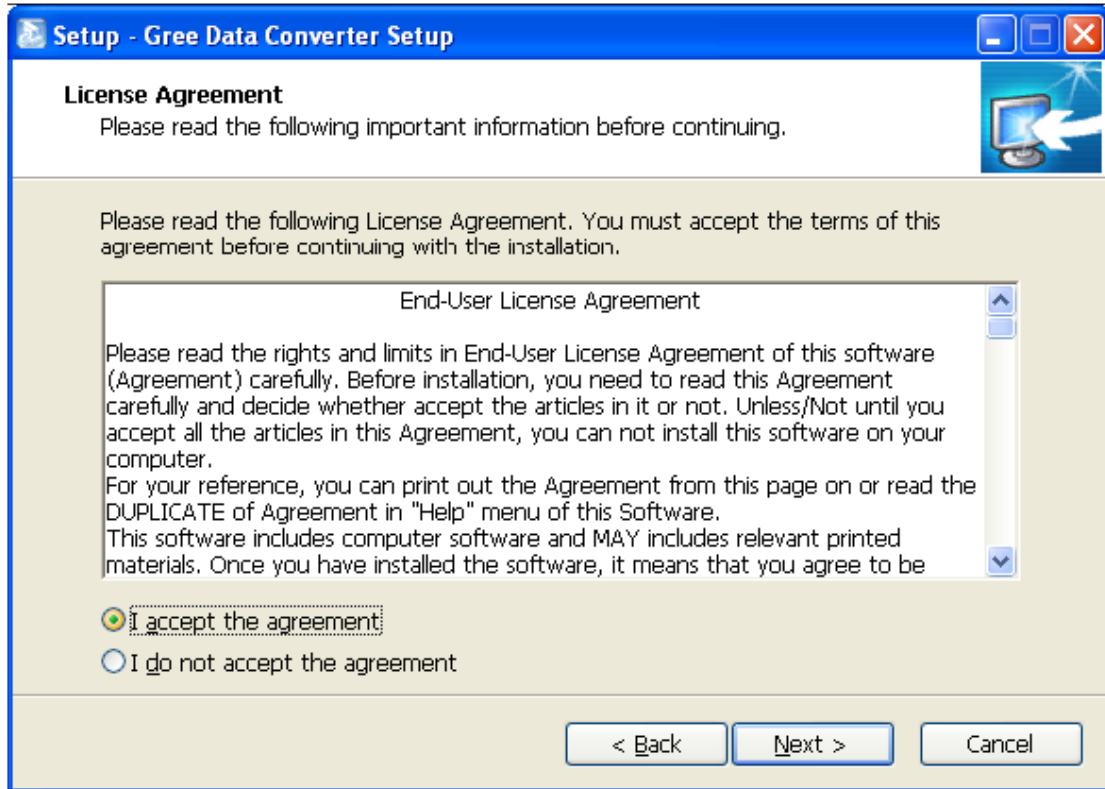 Setup - Gree Data Converter Setup
License Agreement
Please read the following important information before continuing.
Please read the following License Agreement. You must accept the terms of this
agreement before continuing with the installation.
End-User License Agreement
Please read the rights and limits in End-User License Agreement of this software
(Agreement) carefully. Before installation, you need to read this Agreement
carefully and decide whether accept the articles in it or not. Unless/Not until you
accept all the articles in this Agreement, you can not install this software on your
computer.
For your reference, you can print out the Agreement from this page on or read the
DUPLICATE of Agreement in "Help" menu of this Software.
This software includes computer software and MAY includes relevant printed
materials. Once you have installed the software, it means that you agree to be
I accept the agreement
I do not accept the agreement
< Back Next > Cancel